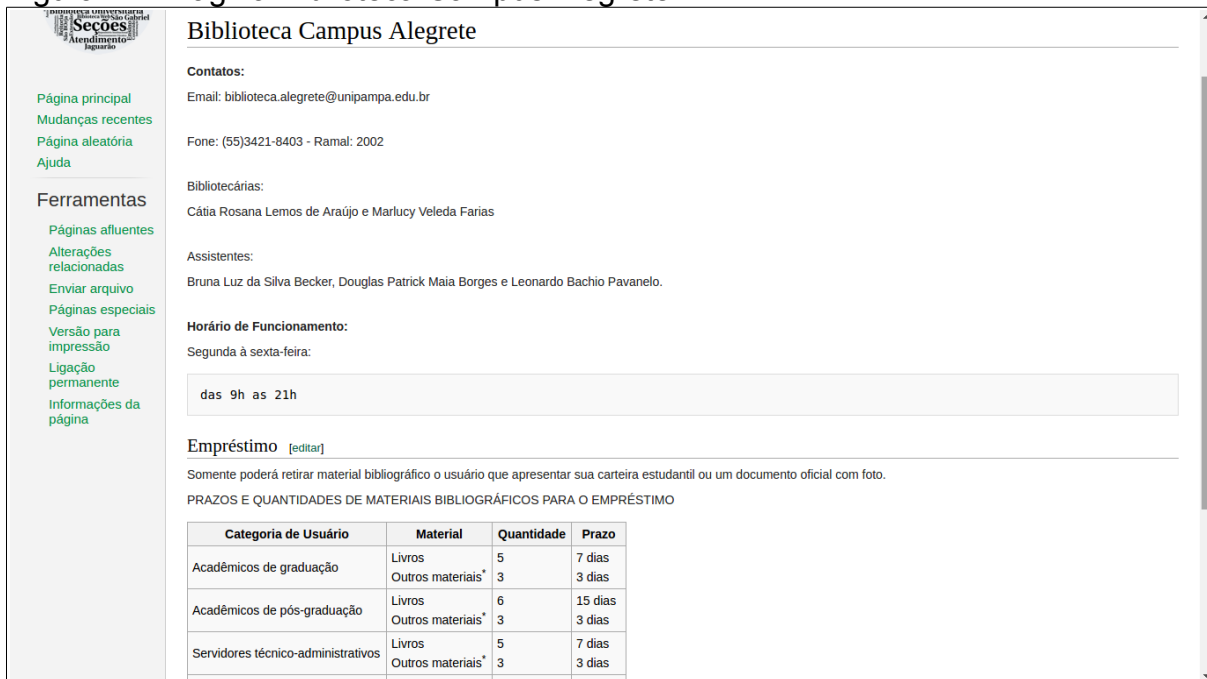 Biblioteca Universitária
Seções
Atendimento
Jaguarão
Página principal
Mudanças recentes
Página aleatória
Ajuda
Ferramentas
Páginas afluentes
Alterações
relacionadas
Enviar arquivo
Páginas especiais
Versão para
impressão
Ligação
permanente
Informações da
página
Biblioteca Campus Alegrete
Contatos:
Email: biblioteca.alegrete@unipampa.edu.br
Fone: (55)3421-8403 - Ramal: 2002
Bibliotecárias:
Cátia Rosana Lemos de Araújo e Marlucy Veleda Farias
Assistentes:
Bruna Luz da Silva Becker, Douglas Patrick Maia Borges e Leonardo Bachio Pavanelo.
Horário de Funcionamento:
Segunda à sexta-feira:
das 9h as 21h
Empréstimo [editar]
Somente poderá retirar material bibliográfico o usuário que apresentar sua carteira estudantil ou um documento oficial com foto.
PRAZOS E QUANTIDADES DE MATERIAIS BIBLIOGRÁFICOS PARA O EMPRÉSTIMO
Categoria de Usuário Material Quantidade Prazo
Acadêmicos de graduação
Livros 5 7 dias
Outros materiais* 3 3 dias
Acadêmicos de pós-graduação
Livros 6 15 dias
Outros materiais* 3 3 dias
Servidores técnico-administrativos
Livros 5 7 dias
Outros materiais* 3 3 dias